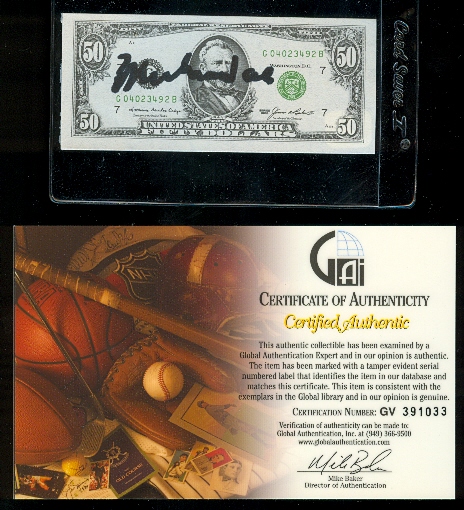 50
50
G 04023492 B
WASHINGTON, D.C.
G 04023492 B
7
7
7
50
THE UNITED STATES OF AMERICA
FIFTY DOLLARS
50
Card Saver I
GAi
CERTIFICATE OF AUTHENTICITY
Certified Authentic
This authentic collectible has been examined by a
Global Authentication Expert and in our opinion is authentic.
The item has been marked with a tamper evident serial
numbered label that identifies the item in our database and
matches this certificate. This item is consistent with the
exemplars in the Global library and in our opinion is genuine.
CERTIFICATION NUMBER: GV 391033
Verification of authenticity can be made to:
Global Authentication, Inc. at (949) 366-9500
www.globalauthentication.com
Mike Baker
Director of Authentication
NHL